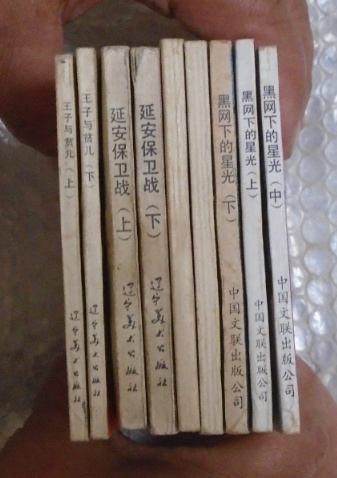 王子与贫儿（上）
辽宁美术出版社
王子与贫儿（下）
辽宁美术出版社
延安保卫战（上）
辽宁美术出版社
延安保卫战（下）
辽宁美术出版社
黑网下的星光（下）
中国文联出版公司
黑网下的星光（上）
中国文联出版公司
黑网下的星光（中）
中国文联出版公司